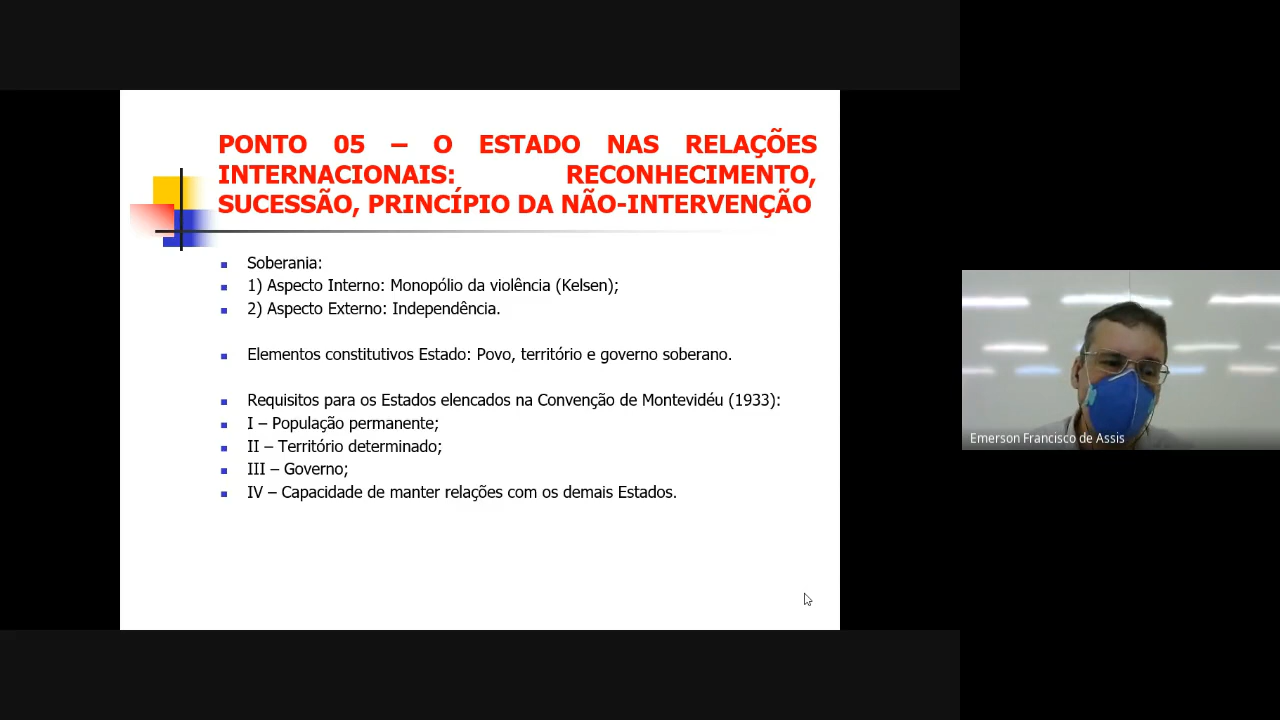 PONTO 05 – O ESTADO NAS RELAÇÕES
INTERNACIONAIS: RECONHECIMENTO,
SUCESSÃO, PRINCÍPIO DA NÃO-INTERVENÇÃO
Soberania:
1) Aspecto Interno: Monopólio da violência (Kelsen);
2) Aspecto Externo: Independência.
Elementos constitutivos Estado: Povo, território e governo soberano.
Requisitos para os Estados elencados na Convenção de Montevidéu (1933):
I – População permanente;
II – Território determinado;
III – Governo;
IV – Capacidade de manter relações com os demais Estados.
Emerson Francisco de Assis